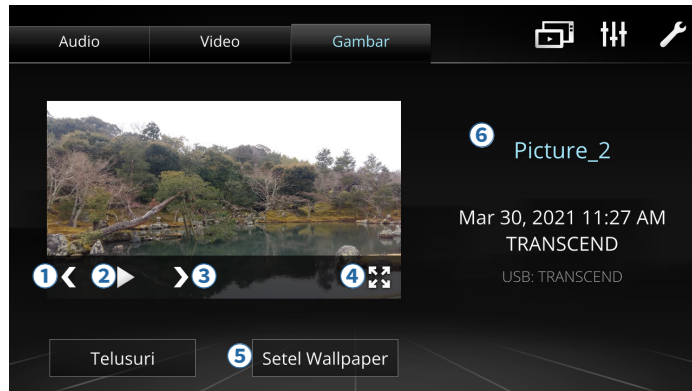 Audio
Video
Gambar
6
Picture_2
Mar 30, 2021 11:27 AM
TRANSCEND
USB: TRANSCEND
1
2
3
4
Telusuri
5
Setel Wallpaper